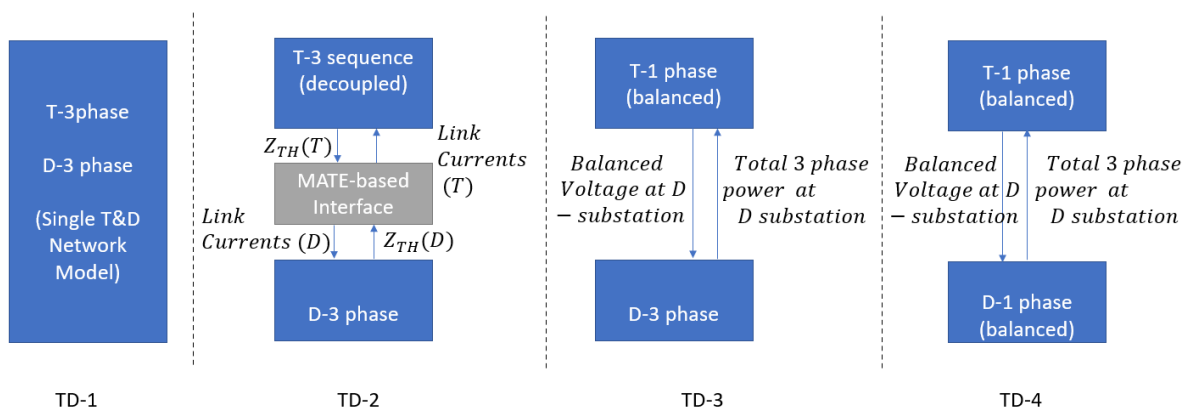 T-3phase
D-3 phase
(Single T&D
Network
Model)
TD-1
T-3 sequence
(decoupled)
Z_TH(T)
Link
Currents
(T)
MATE-based
Interface
Link
Currents (D)
Z_TH(D)
D-3 phase
TD-2
T-1 phase
(balanced)
Balanced
Voltage at D
− substation
Total 3 phase
power at
D substation
D-3 phase
TD-3
T-1 phase
(balanced)
Balanced
Voltage at D
− substation
Total 3 phase
power at
D substation
D-1 phase
(balanced)
TD-4